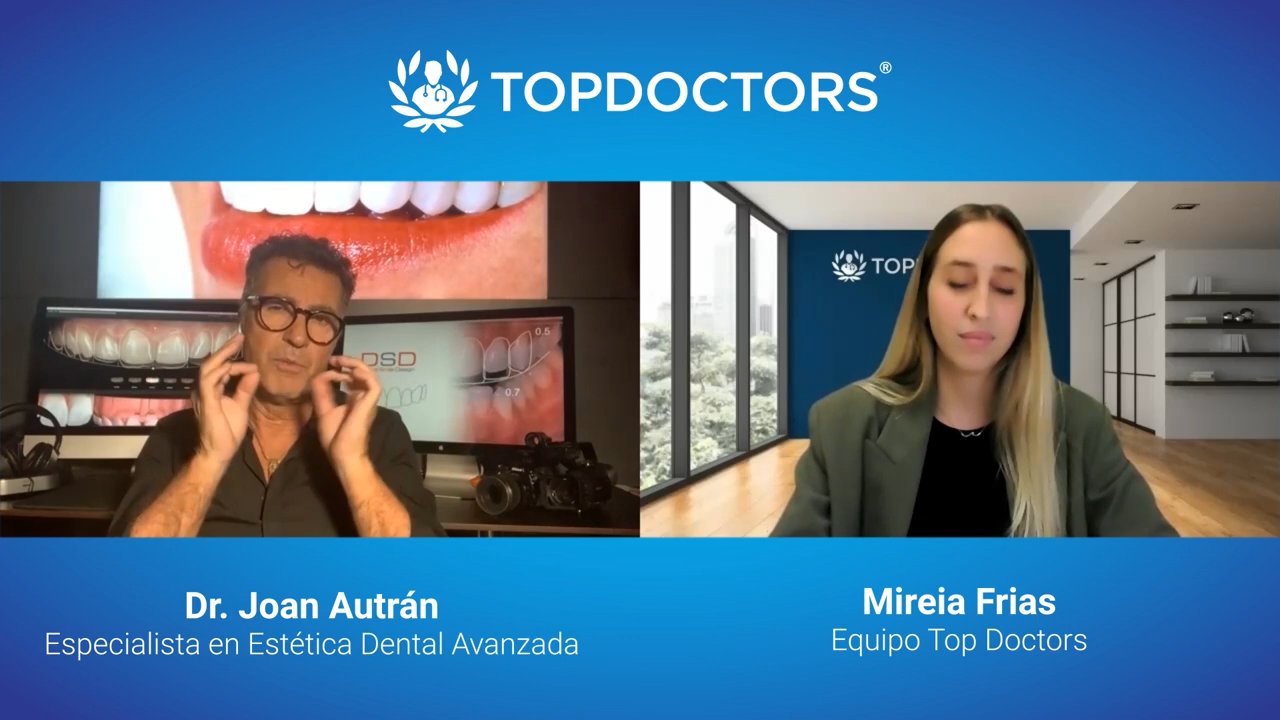 TOPDOCTORS®
TOP
DSD
0.5
0.7
Dr. Joan Autrán
Especialista en Estética Dental Avanzada
Mireia Frias
Equipo Top Doctors